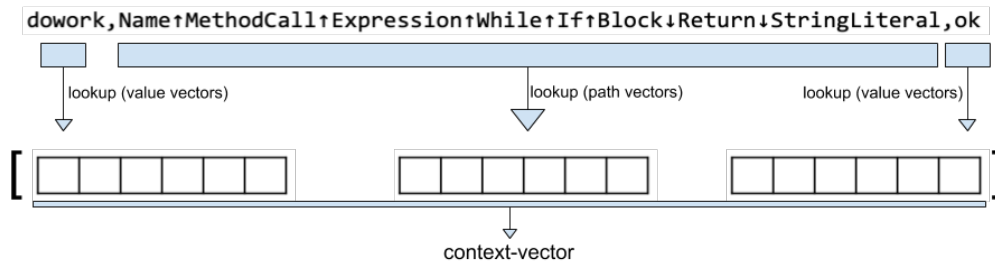 dowork,Name↑MethodCall↑Expression↑While↑If↑Block↓Return↓StringLiteral,ok
lookup (value vectors) lookup (path vectors) lookup (value vectors)
[ ]
context-vector